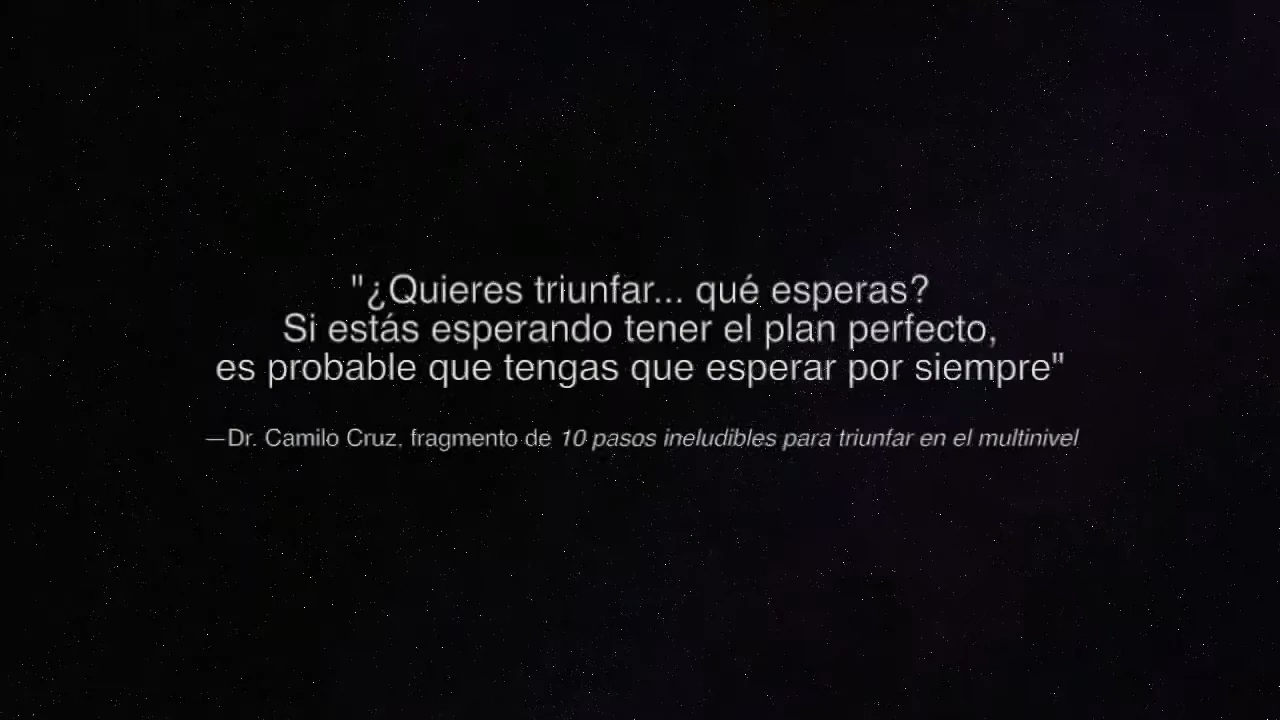 "¿Quieres triunfar... qué esperas?
Si estás esperando tener el plan perfecto,
es probable que tengas que esperar por siempre"
—Dr. Camilo Cruz, fragmento de 10 pasos ineludibles para triunfar en el multinivel